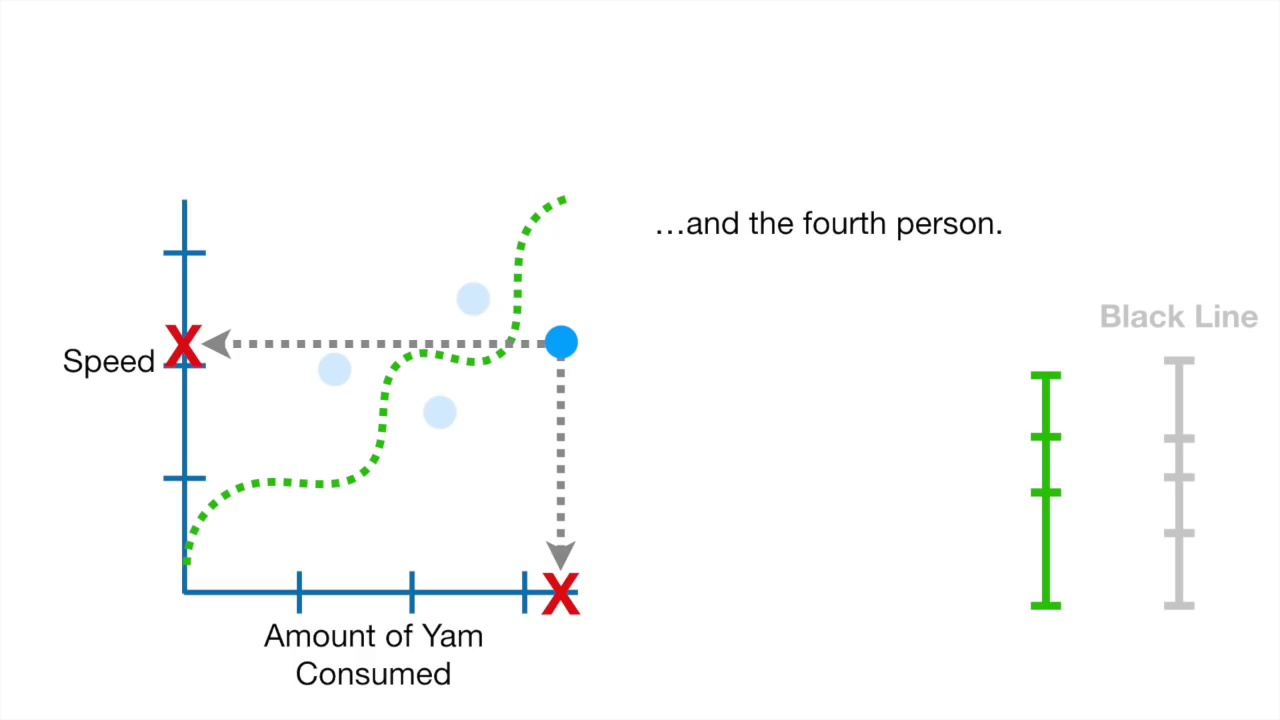 …and the fourth person.
Black Line
Speed
X
X
Amount of Yam
Consumed